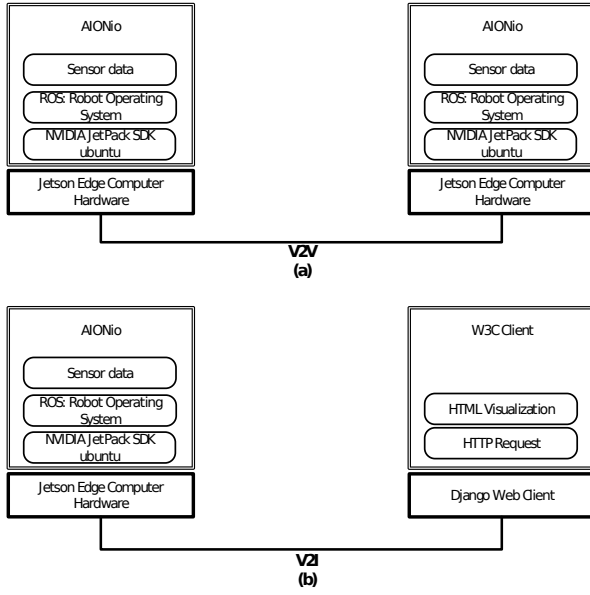 AIONio
Sensor data
ROS: Robot Operating
System
NVIDIA JetPack SDK
ubuntu
Jetson Edge Computer
Hardware
AIONio
Sensor data
ROS: Robot Operating
System
NVIDIA JetPack SDK
ubuntu
Jetson Edge Computer
Hardware
V2V
(a)
AIONio
Sensor data
ROS: Robot Operating
System
NVIDIA JetPack SDK
ubuntu
Jetson Edge Computer
Hardware
W3C Client
HTML Visualization
HTTP Request
Django Web Client
V2I
(b)